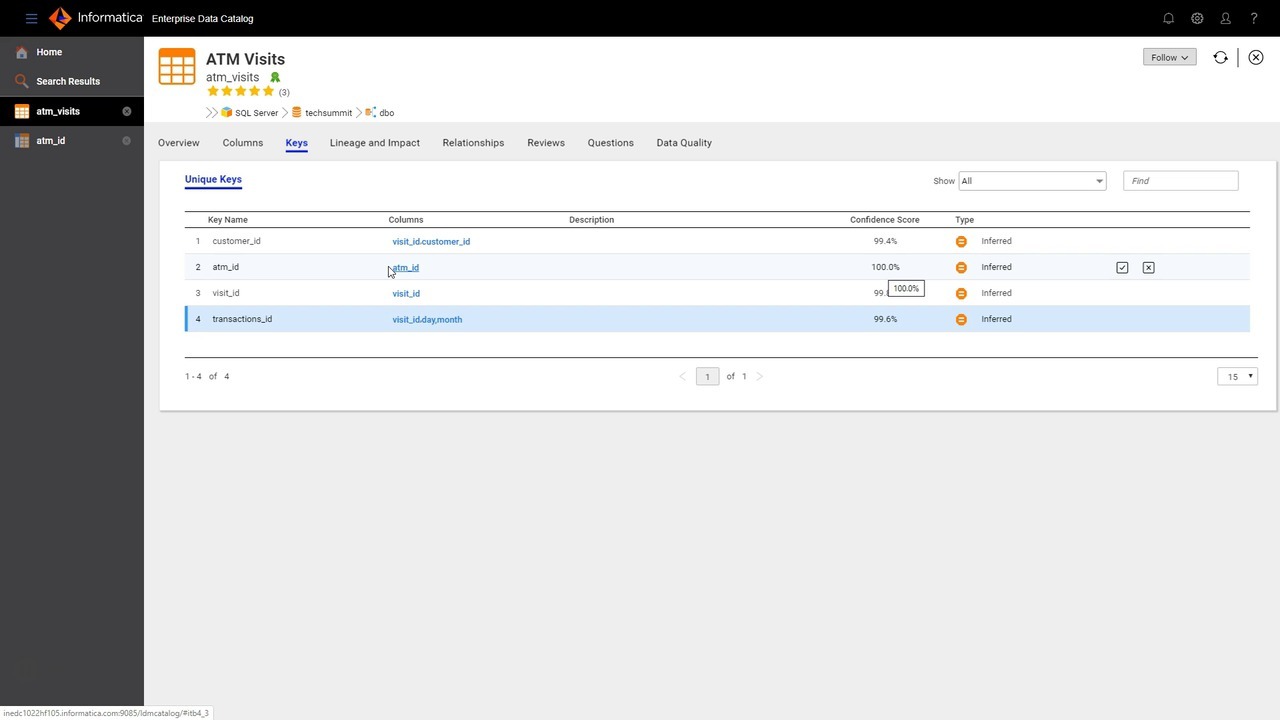 Informatica Enterprise Data Catalog
Home
Search Results
atm_visits
atm_id
ATM Visits
atm_visits
(3)
SQL Server techsummit dbo
Follow
Overview Columns Keys Lineage and Impact Relationships Reviews Questions Data Quality
Unique Keys
Show All Find
Key Name Columns Description Confidence Score Type
1 customer_id visit_id.customer_id 99.4% Inferred
2 atm_id atm_id 100.0% Inferred
100.0%
3 visit_id visit_id Inferred
4 transactions_id visit_id.day,month 99.6% Inferred
1 - 4 of 4
1 of 1
15
inedc1022hf105.informatica.com:9085/ldmcatalog/#itb4_3